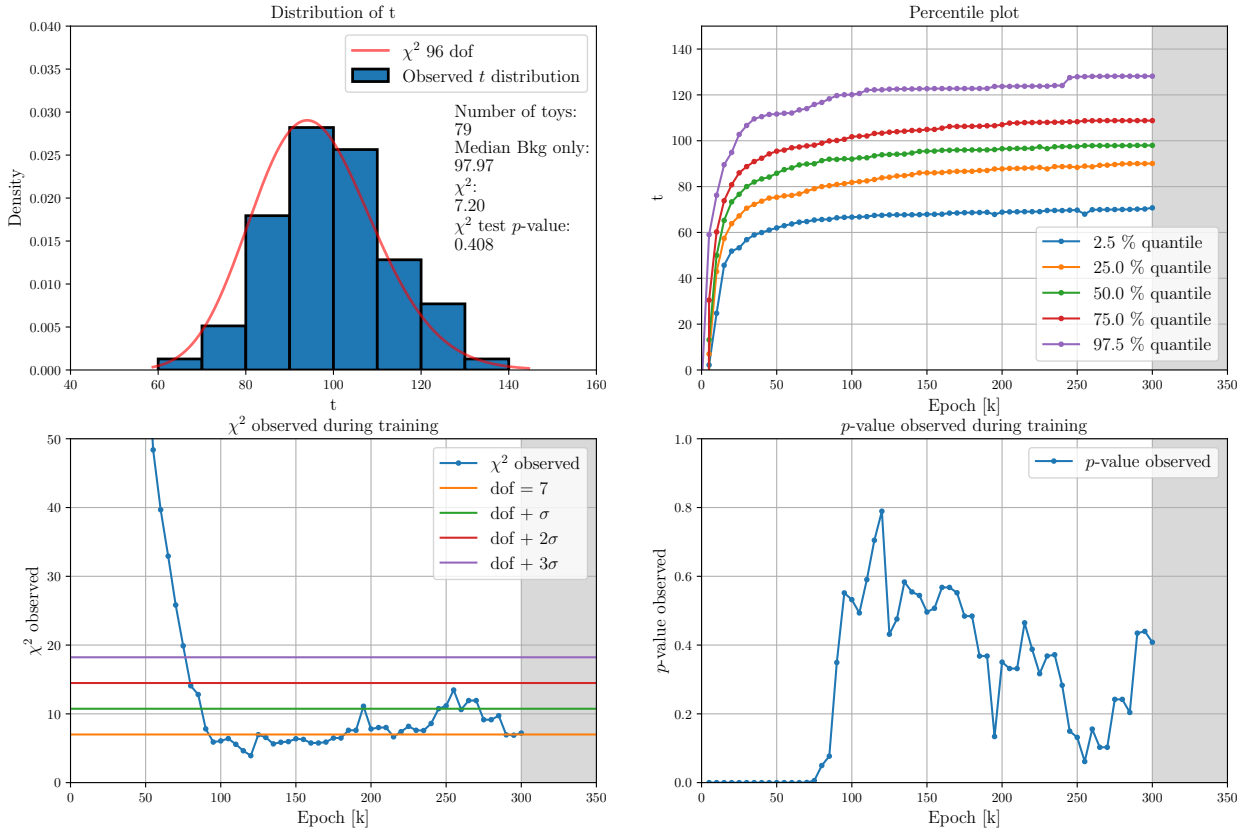 Distribution of t
0.040
0.035
0.030
0.025
0.020
0.015
0.010
0.005
0.000
Density
40
60
80
100
120
140
160
t
χ² 96 dof
Observed t distribution
Number of toys:
79
Median Bkg only:
97.97
χ²:
7.20
χ² test p-value:
0.408
Percentile plot
140
120
100
80
60
40
20
0
t
0
50
100
150
200
250
300
350
Epoch [k]
2.5 % quantile
25.0 % quantile
50.0 % quantile
75.0 % quantile
97.5 % quantile
χ² observed during training
50
40
30
20
10
0
χ² observed
0
50
100
150
200
250
300
350
Epoch [k]
χ² observed
dof = 7
dof + σ
dof + 2σ
dof + 3σ
p-value observed during training
1.0
0.8
0.6
0.4
0.2
0.0
p-value observed
0
50
100
150
200
250
300
350
Epoch [k]
p-value observed